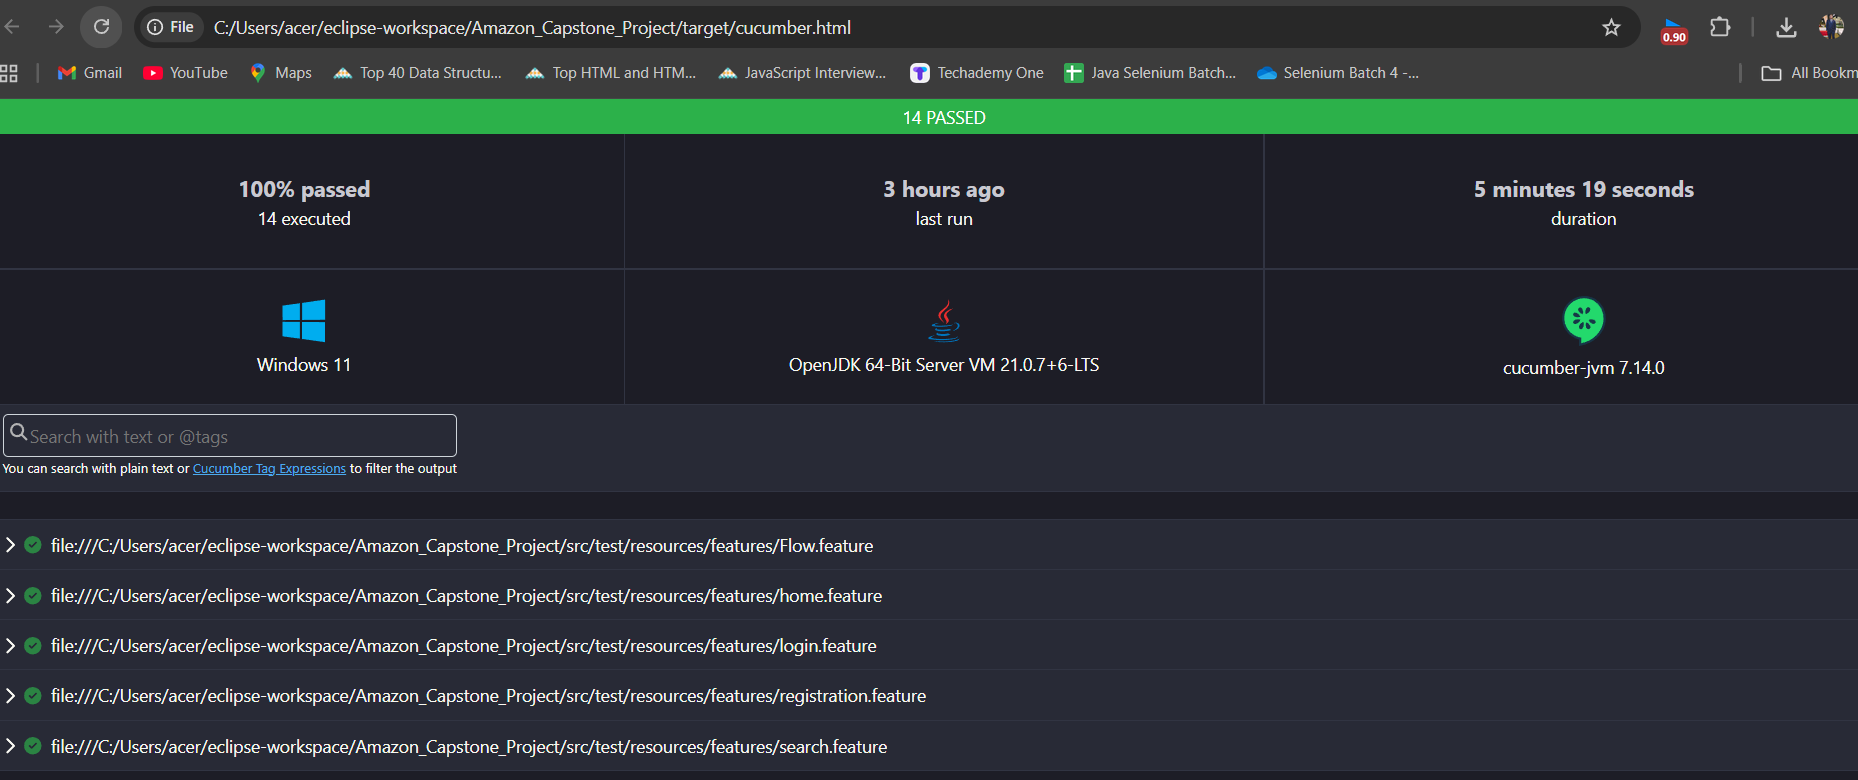 File C:/Users/acer/eclipse-workspace/Amazon_Capstone_Project/target/cucumber.html
0.90
Gmail YouTube Maps Top 40 Data Structu... Top HTML and HTM... JavaScript Interview... Techademy One Java Selenium Batch... Selenium Batch 4 -... All Bookm
14 PASSED
100% passed
14 executed
3 hours ago
last run
5 minutes 19 seconds
duration
Windows 11
OpenJDK 64-Bit Server VM 21.0.7+6-LTS
cucumber-jvm 7.14.0
Search with text or @tags
You can search with plain text or Cucumber Tag Expressions to filter the output
file:///C:/Users/acer/eclipse-workspace/Amazon_Capstone_Project/src/test/resources/features/Flow.feature
file:///C:/Users/acer/eclipse-workspace/Amazon_Capstone_Project/src/test/resources/features/home.feature
file:///C:/Users/acer/eclipse-workspace/Amazon_Capstone_Project/src/test/resources/features/login.feature
file:///C:/Users/acer/eclipse-workspace/Amazon_Capstone_Project/src/test/resources/features/registration.feature
file:///C:/Users/acer/eclipse-workspace/Amazon_Capstone_Project/src/test/resources/features/search.feature